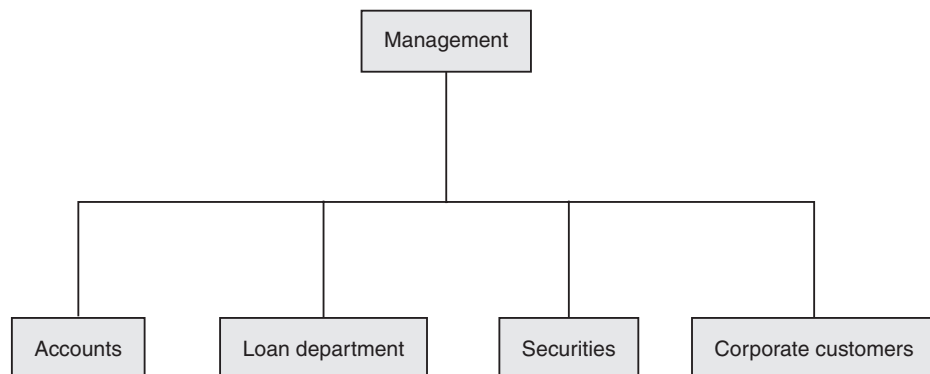 Management
Accounts
Loan department
Securities
Corporate customers